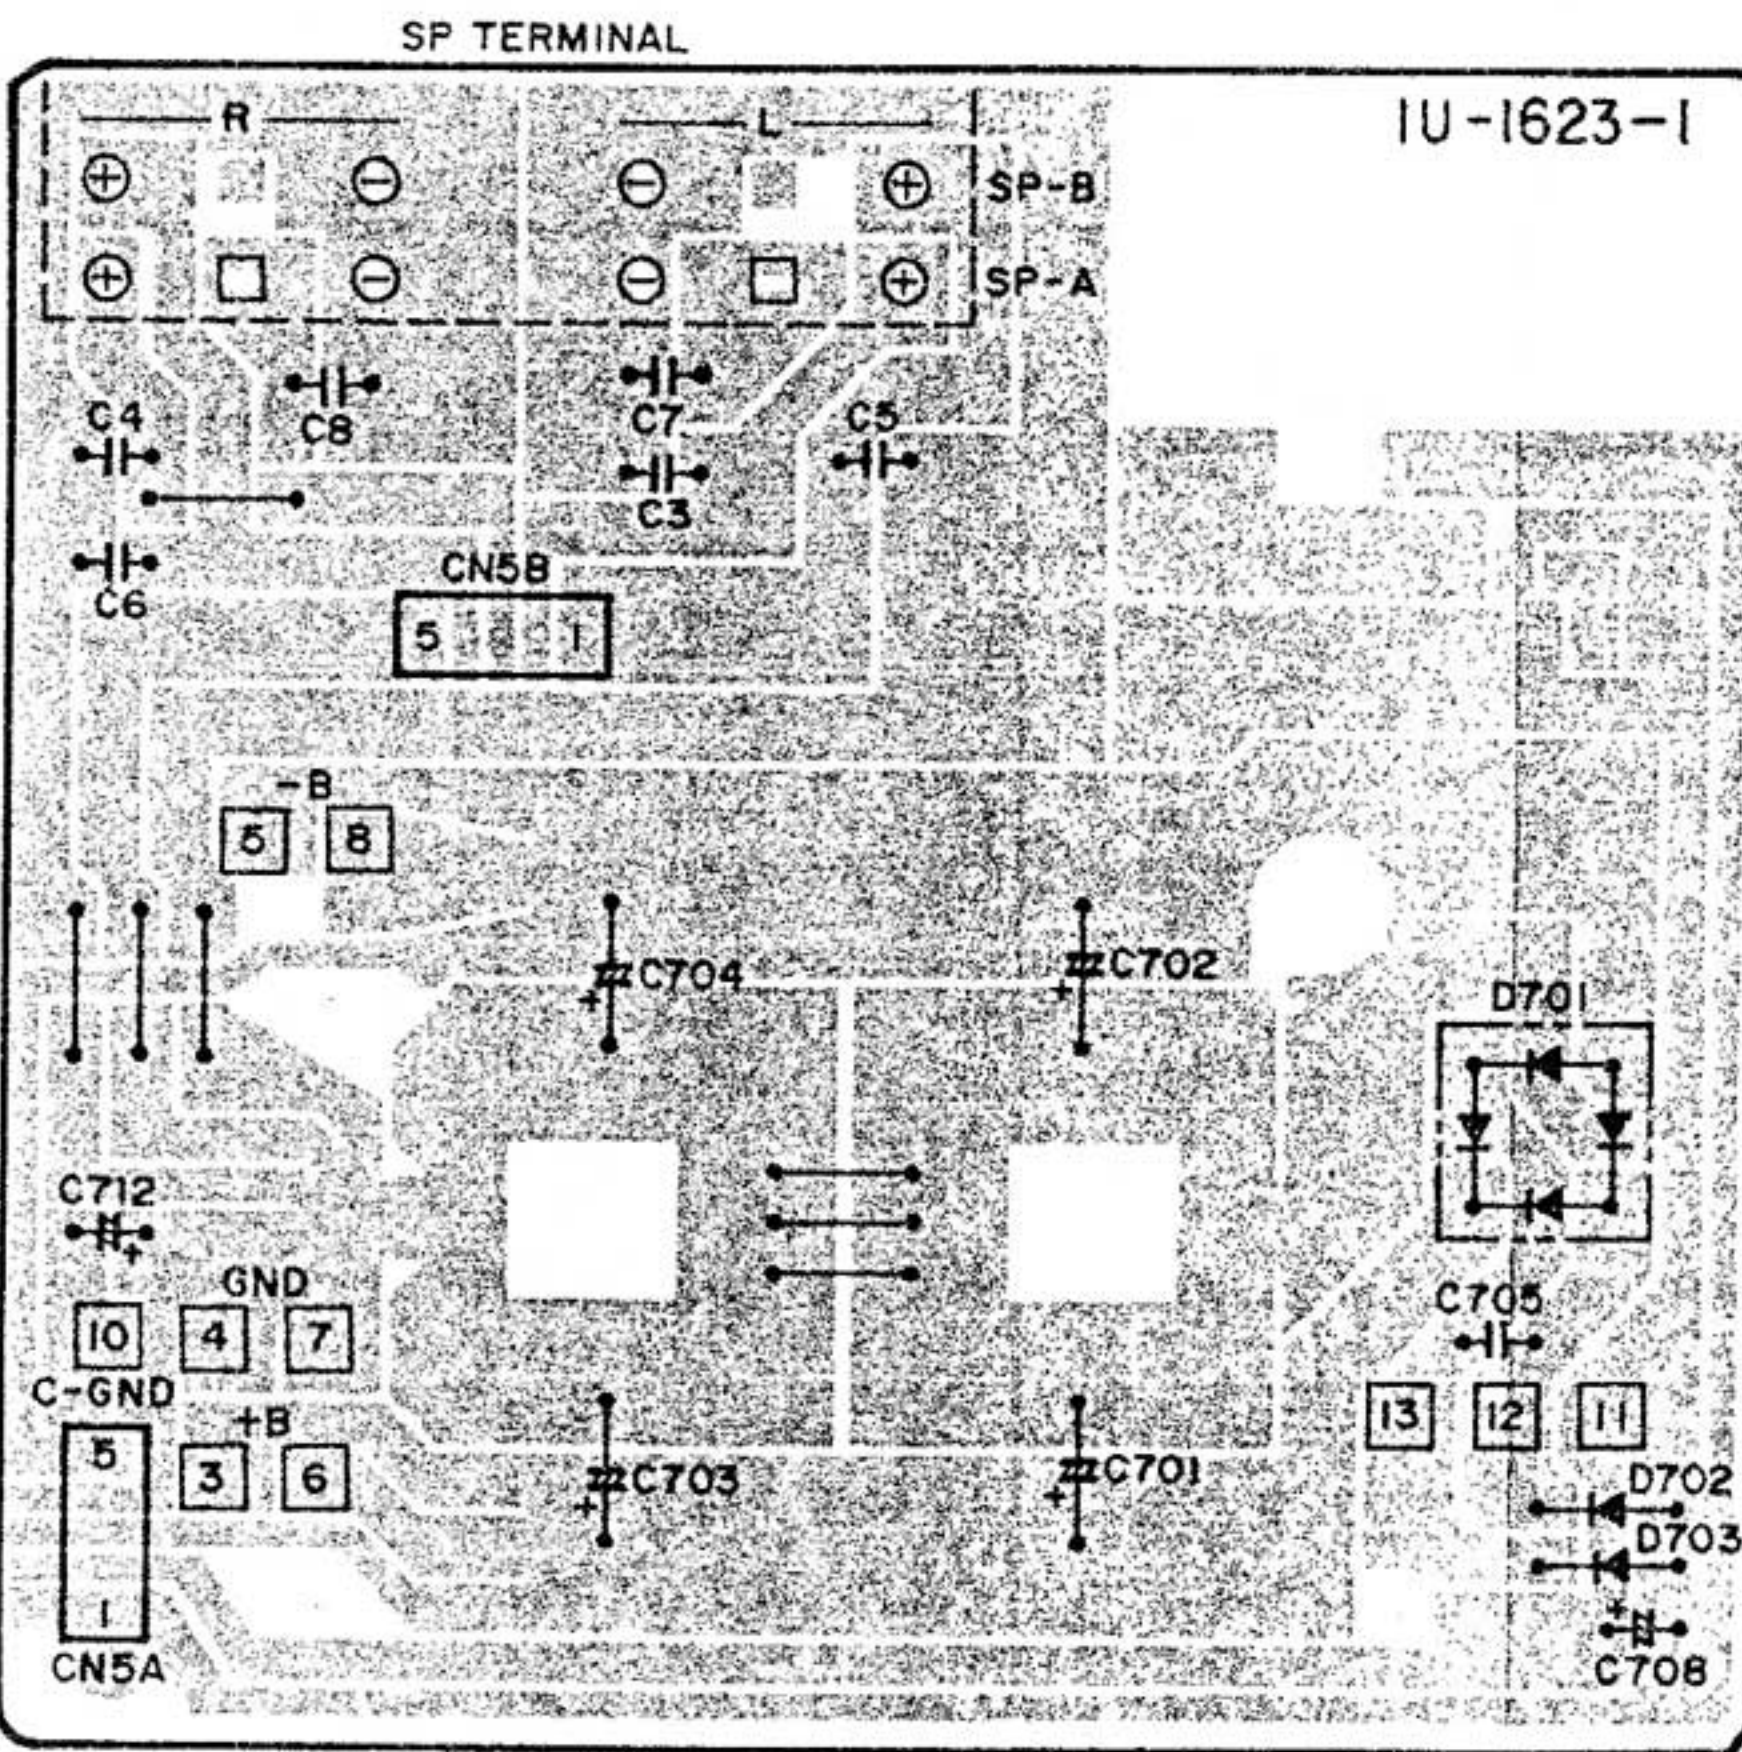 SP TERMINAL
IU-1623-1
R
L
SP-B
SP-A
C4
C8
C7
C5
C3
CN5B
C6
5 1
-B
5 8
C704
C702
D701
C712
GND
C705
10 4 7
C-GND
13 12 11
+B
5
3 6
C703
C701
D702
D703
1
CN5A
C708